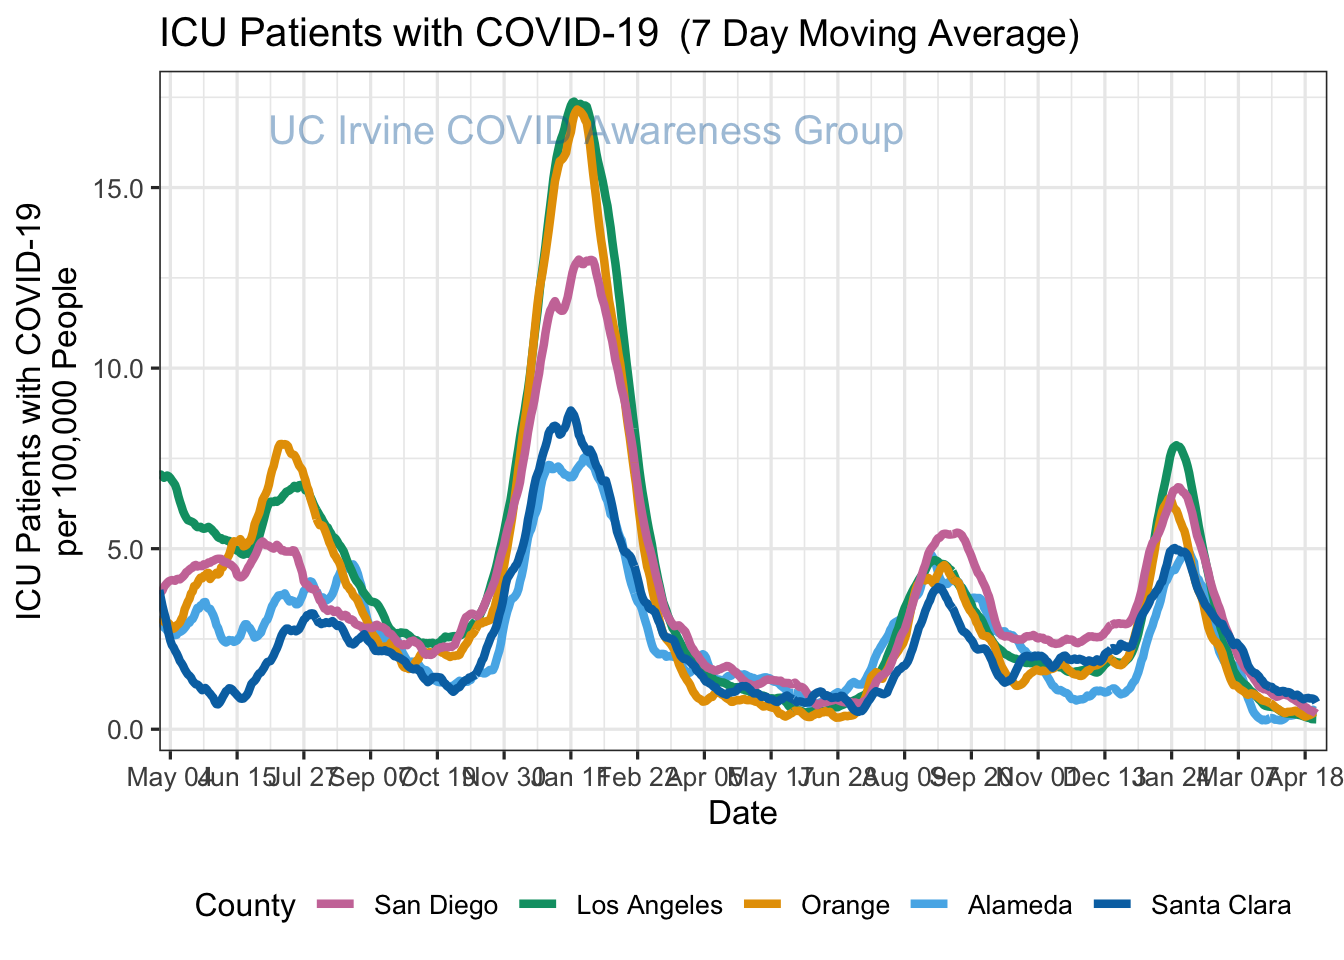 ICU Patients with COVID-19 (7 Day Moving Average)
UC Irvine COVID Awareness Group
ICU Patients with COVID-19
per 100,000 People
15.0
10.0
5.0
0.0
May 04 Jun 15 Jul 27 Sep 07 Oct 19 Nov 30 Jan 11 Feb 22 Apr 05 May 17 Jun 28 Aug 09 Sep 20 Nov 01 Dec 13 Jan 24 Mar 07 Apr 18
Date
County San Diego Los Angeles Orange Alameda Santa Clara